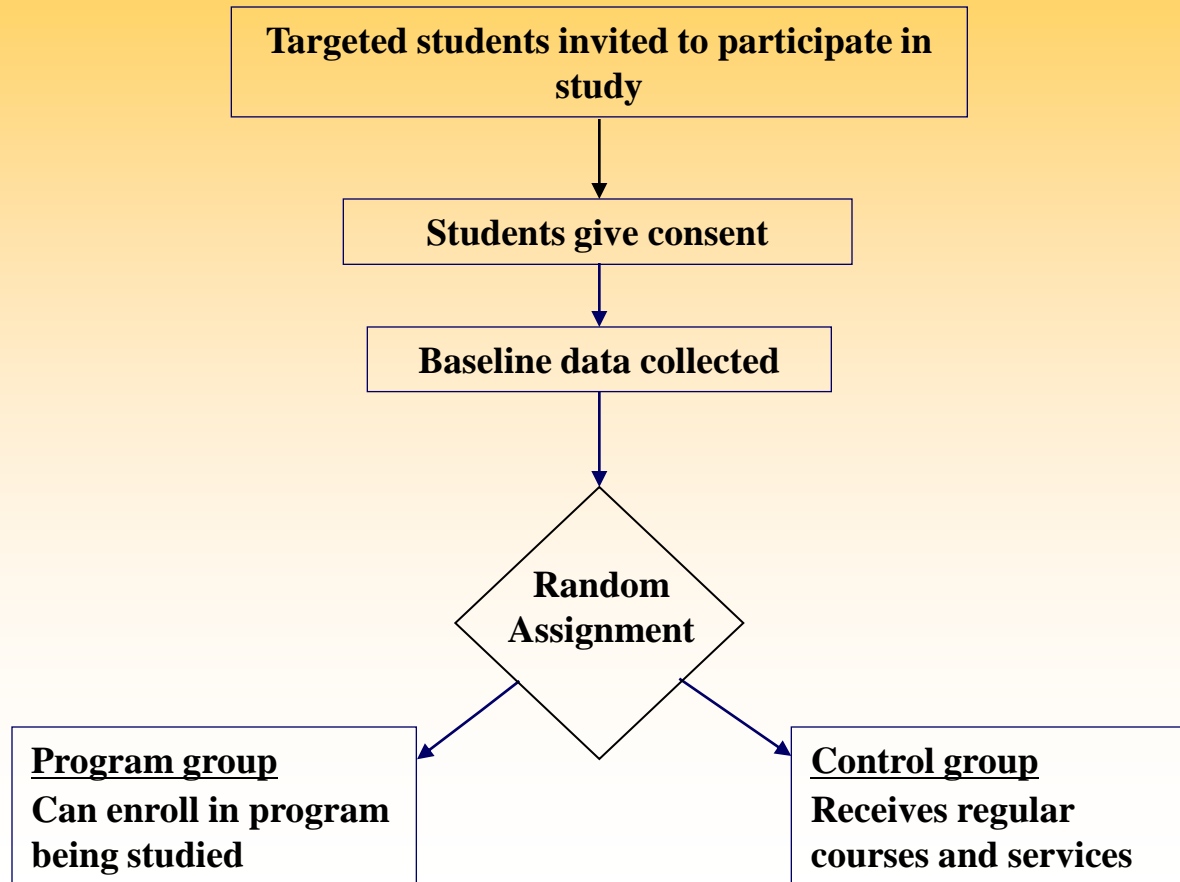 Targeted students invited to participate in
study
Students give consent
Baseline data collected
Random
Assignment
Program group
Can enroll in program
being studied
Control group
Receives regular
courses and services